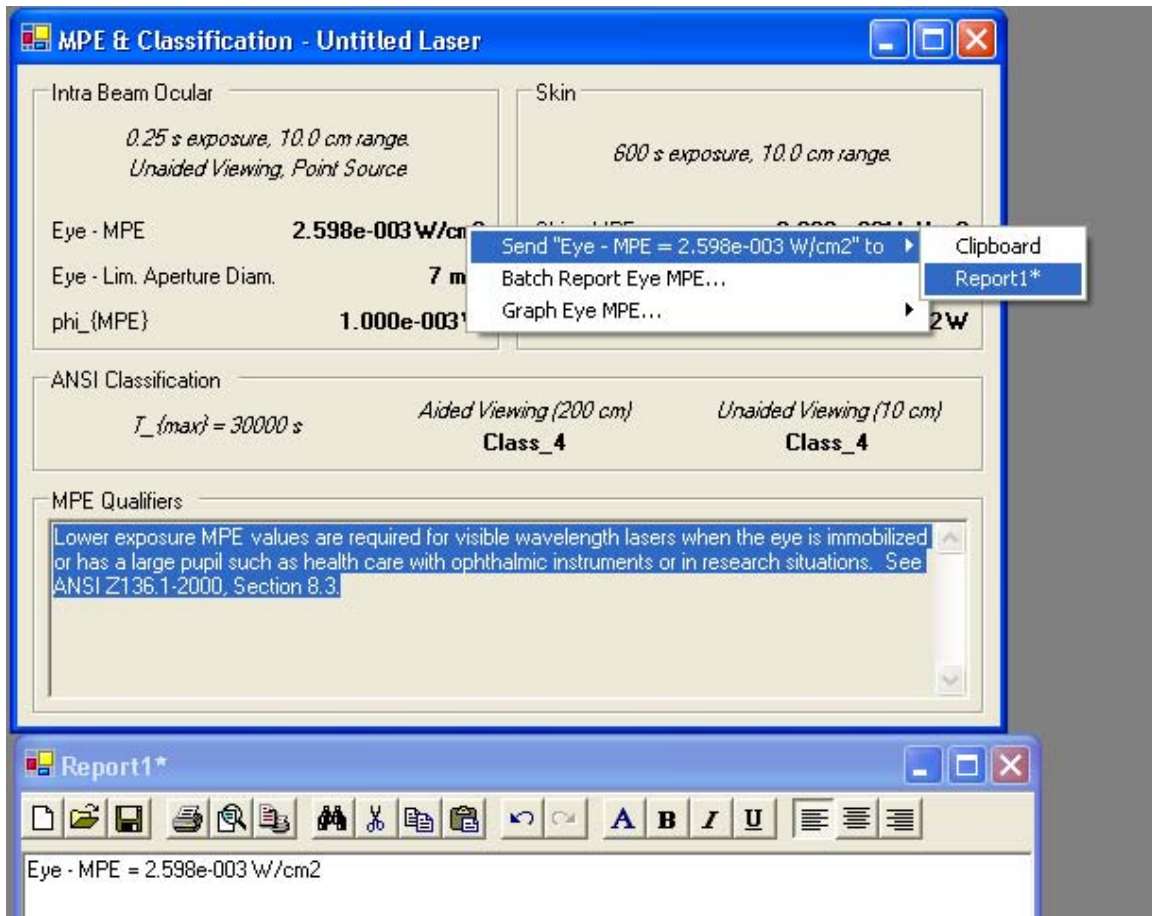 MPE & Classification - Untitled Laser
Intra Beam Ocular
0.25 s exposure, 10.0 cm range.
Unaided Viewing, Point Source
Eye - MPE 2.598e-003 W/cm2
Eye - Lim. Aperture Diam. 7 m
phi_{MPE} 1.000e-003
Skin
600 s exposure, 10.0 cm range.
2 W
Send "Eye - MPE = 2.598e-003 W/cm2" to
Batch Report Eye MPE...
Graph Eye MPE...
Clipboard
Report1*
ANSI Classification
T_{max} = 30000 s
Aided Viewing (200 cm)
Class_4
Unaided Viewing (10 cm)
Class_4
MPE Qualifiers
Lower exposure MPE values are required for visible wavelength lasers when the eye is immobilized
or has a large pupil such as health care with ophthalmic instruments or in research situations.  See
ANSI Z136.1-2000, Section 8.3.
Report1*
A B I U
Eye - MPE = 2.598e-003 W/cm2